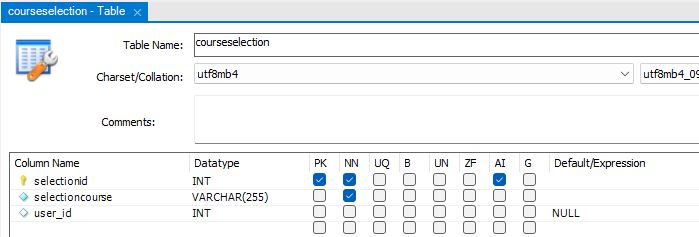 courseselection - Table ×
Table Name: courseselection
Charset/Collation: utf8mb4 utf8mb4_09
Comments:
Column Name Datatype PK NN UQ B UN ZF AI G Default/Expression
selectionid INT
selectioncourse VARCHAR(255)
user_id INT NULL